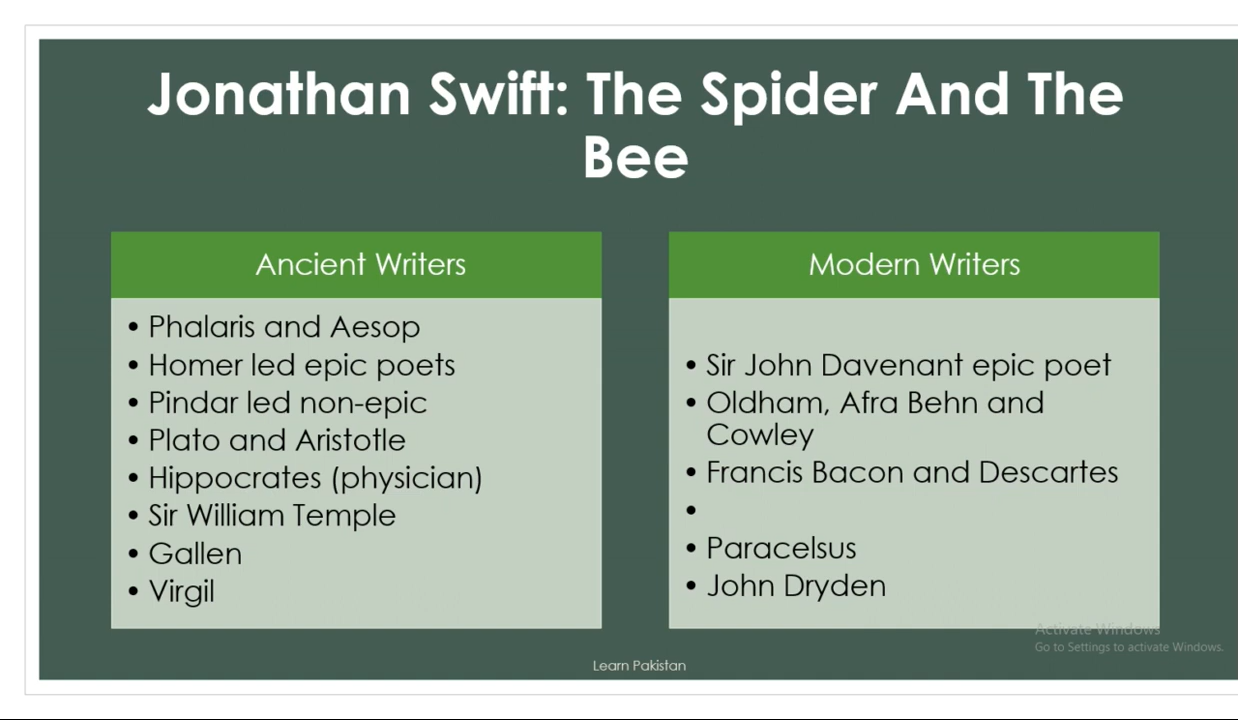 Jonathan Swift: The Spider And The
Bee
Ancient Writers
• Phalaris and Aesop
• Homer led epic poets
• Pindar led non-epic
• Plato and Aristotle
• Hippocrates (physician)
• Sir William Temple
• Gallen
• Virgil
Modern Writers
• Sir John Davenant epic poet
• Oldham, Afra Behn and
Cowley
• Francis Bacon and Descartes
•
• Paracelsus
• John Dryden
Activate Windows
Go to Settings to activate Windows.
Learn Pakistan